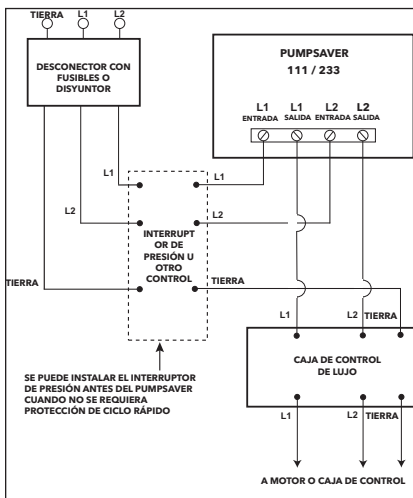 TIERRA L1 L2
DESCONECTOR CON
FUSIBLES O
DISYUNTOR
PUMPSAVER
111 / 233
L1 L1 L2 L2
ENTRADA SALIDA ENTRADA SALIDA
L1 L1
L2 L2
INTERRUPT
OR DE
PRESIÓN U
OTRO
CONTROL
TIERRA TIERRA
L1 L2 TIERRA
CAJA DE CONTROL
DE LUJO
SE PUEDE INSTALAR EL INTERRUPTOR
DE PRESIÓN ANTES DEL PUMPSAVER
CUANDO NO SE REQUIERA
PROTECCIÓN DE CICLO RÁPIDO
L1 L2 TIERRA
A MOTOR O CAJA DE CONTROL